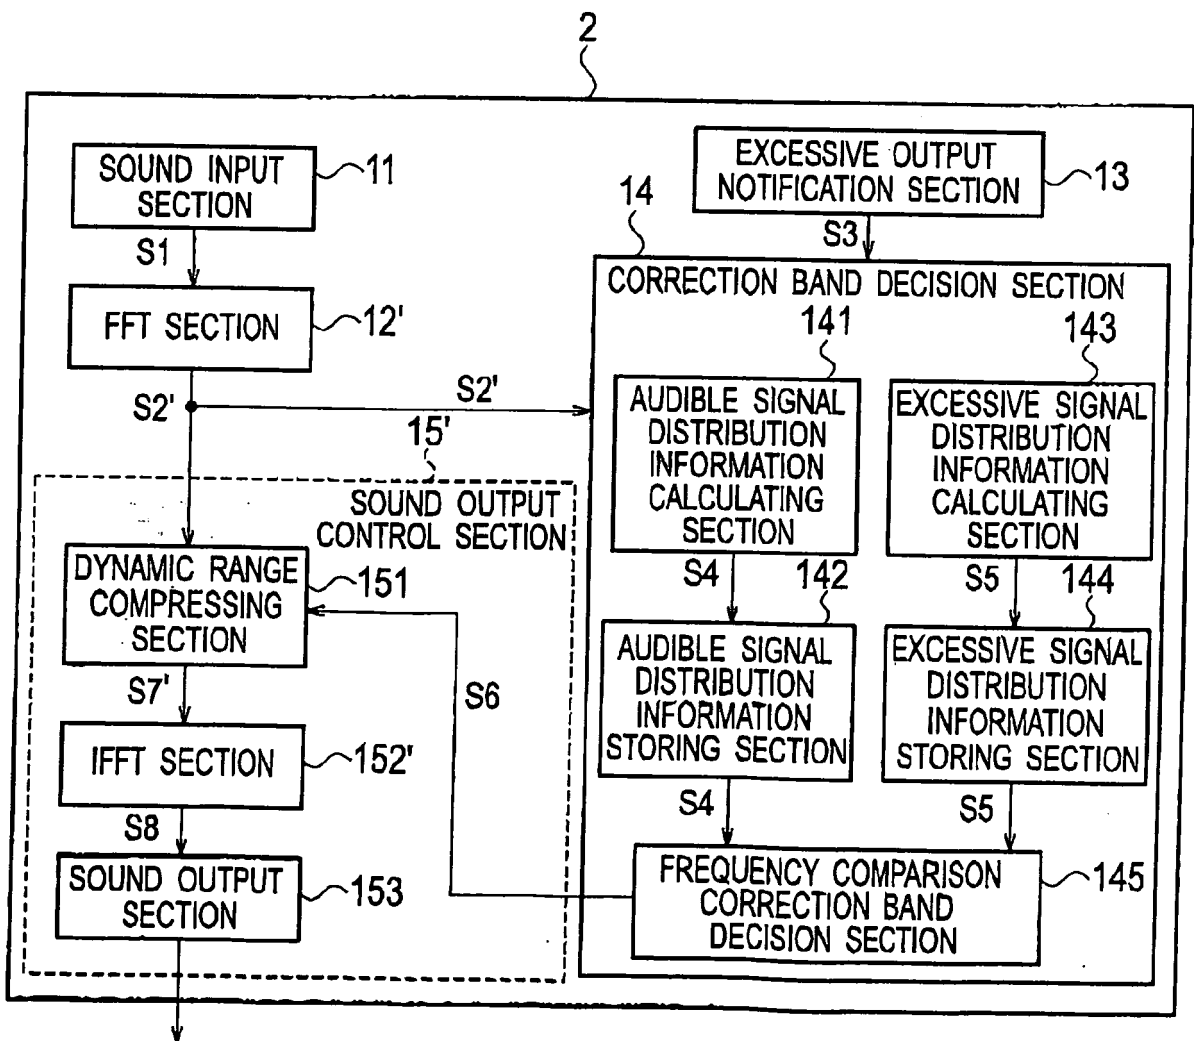 2
SOUND INPUT
SECTION
11
S1
FFT SECTION
12'
S2'
S2'
EXCESSIVE OUTPUT
NOTIFICATION SECTION
13
S3
14
CORRECTION BAND DECISION SECTION
141
AUDIBLE SIGNAL
DISTRIBUTION
INFORMATION
CALCULATING
SECTION
143
EXCESSIVE SIGNAL
DISTRIBUTION
INFORMATION
CALCULATING
SECTION
S4
142
S5
144
AUDIBLE SIGNAL
DISTRIBUTION
INFORMATION
STORING SECTION
EXCESSIVE SIGNAL
DISTRIBUTION
INFORMATION
STORING SECTION
S4
S5
FREQUENCY COMPARISON
CORRECTION BAND
DECISION SECTION
145
S6
15'
SOUND OUTPUT
CONTROL SECTION
DYNAMIC RANGE
COMPRESSING
SECTION
151
S7'
IFFT SECTION
152'
S8
SOUND OUTPUT
SECTION
153